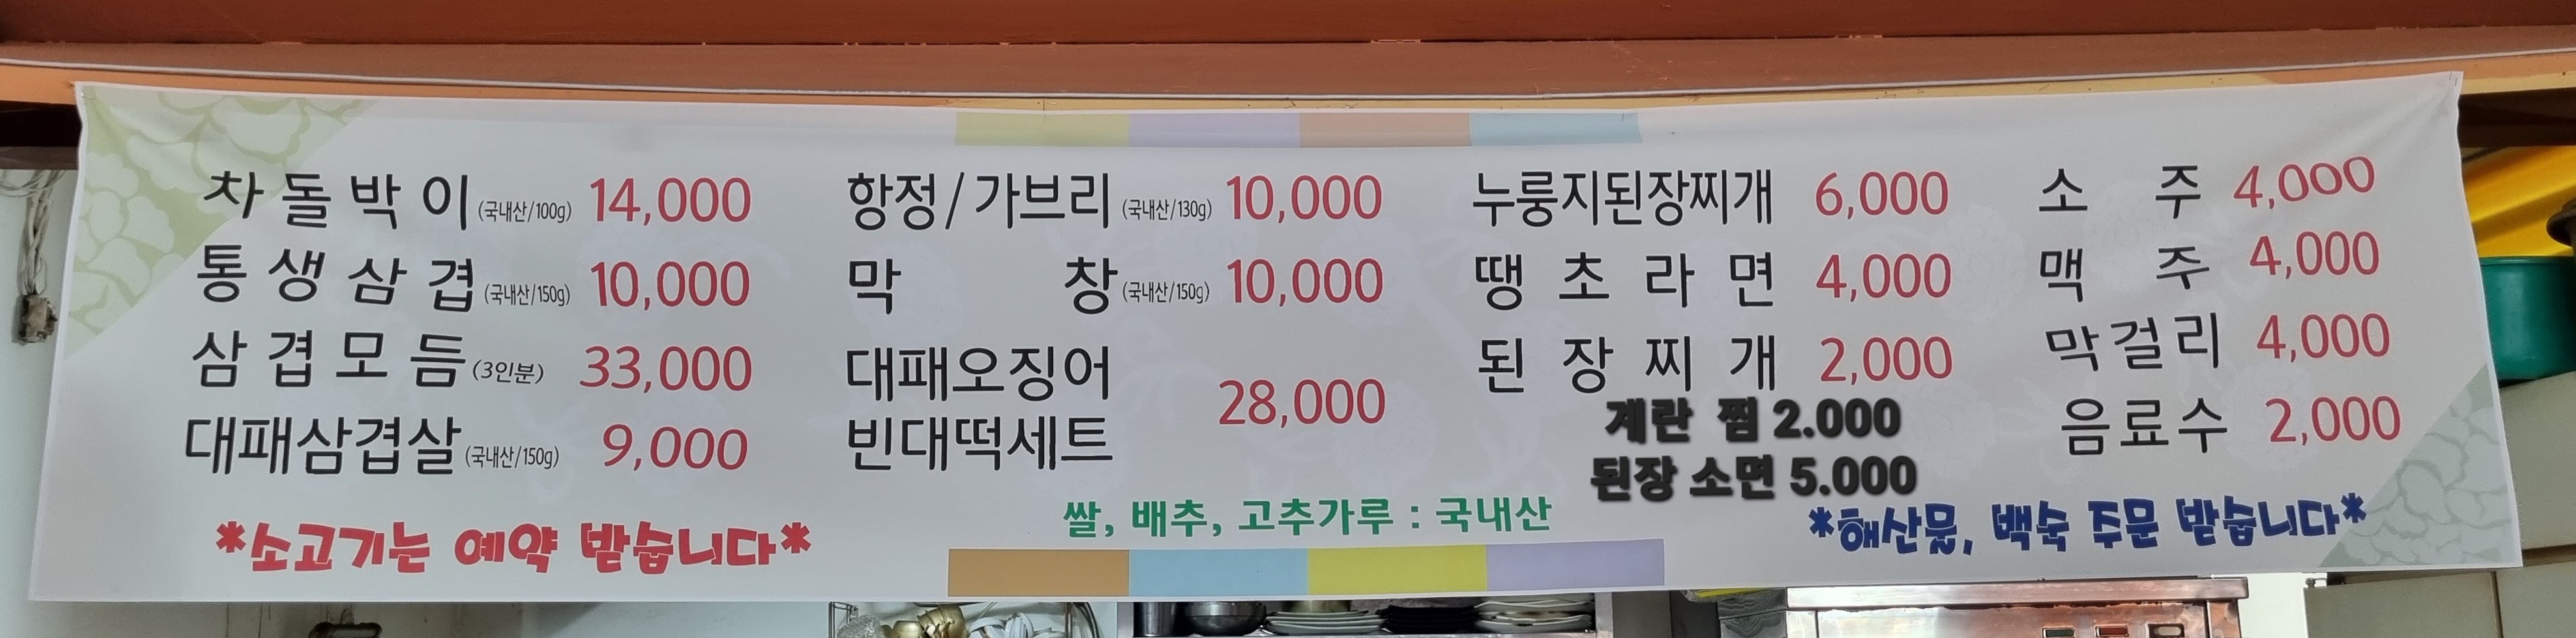 차돌박이(국내산/100g) 14,000
통생삼겹(국내산/150g) 10,000
삼겹모듬(3인분) 33,000
대패삼겹살(국내산/150g) 9,000
*소고기는 예약 받습니다*
항정/가브리(국내산/130g) 10,000
막창(국내산/150g) 10,000
대패오징어
빈대떡세트 28,000
쌀, 배추, 고추가루 : 국내산
누룽지된장찌개 6,000
땡초라면 4,000
된장찌개 2,000
계란 찜 2.000
된장 소면 5.000
소주 4,000
맥주 4,000
막걸리 4,000
음료수 2,000
*해산물, 백숙 주문 받습니다*